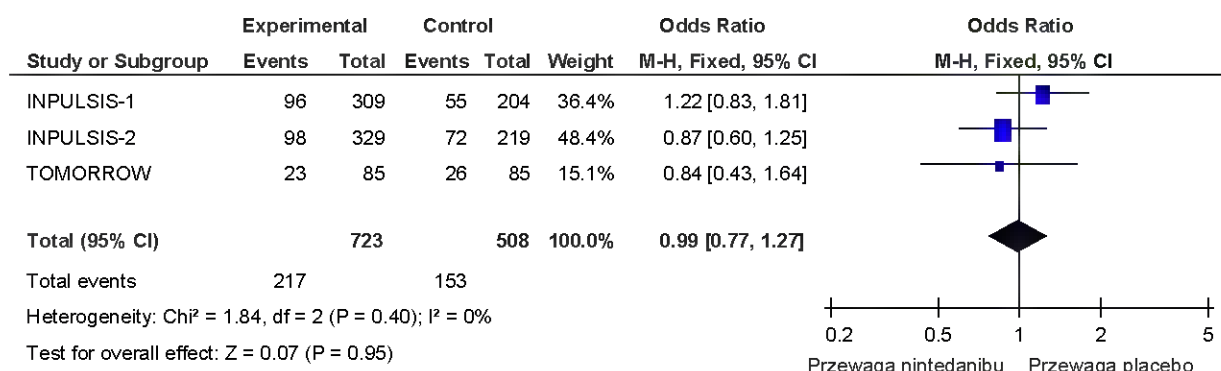 Experimental Control Odds Ratio Odds Ratio
Study or Subgroup Events Total Events Total Weight M-H, Fixed, 95% CI M-H, Fixed, 95% CI
INPULSIS-1 96 309 55 204 36.4% 1.22 [0.83, 1.81]
INPULSIS-2 98 329 72 219 48.4% 0.87 [0.60, 1.25]
TOMORROW 23 85 26 85 15.1% 0.84 [0.43, 1.64]
Total (95% CI) 723 508 100.0% 0.99 [0.77, 1.27]
Total events 217 153
Heterogeneity: Chi² = 1.84, df = 2 (P = 0.40); I² = 0%
Test for overall effect: Z = 0.07 (P = 0.95)
0.2 0.5 1 2 5
Przewaga nintedanibu Przewaga placebo